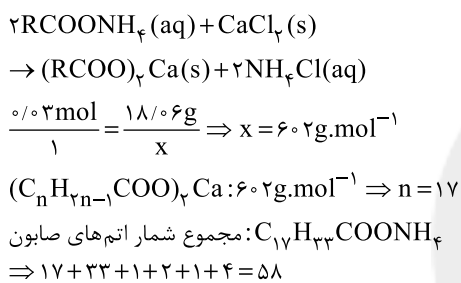 ۲RCOONH₄(aq)+CaCl₂(s)
→(RCOO)₂Ca(s)+۲NH₄Cl(aq)
۰/۰۳mol/۱ = ۱۸/۰۶g/x ⇒ x=۶۰۲g.mol⁻¹
(CₙH₂ₙ₋₁COO)₂Ca:۶۰۲g.mol⁻¹ ⇒ n=۱۷
مجموع شمار اتم‌های صابون: C₁₇H₃₃COONH₄
⇒۱۷+۳۳+۱+۲+۱+۴=۵۸